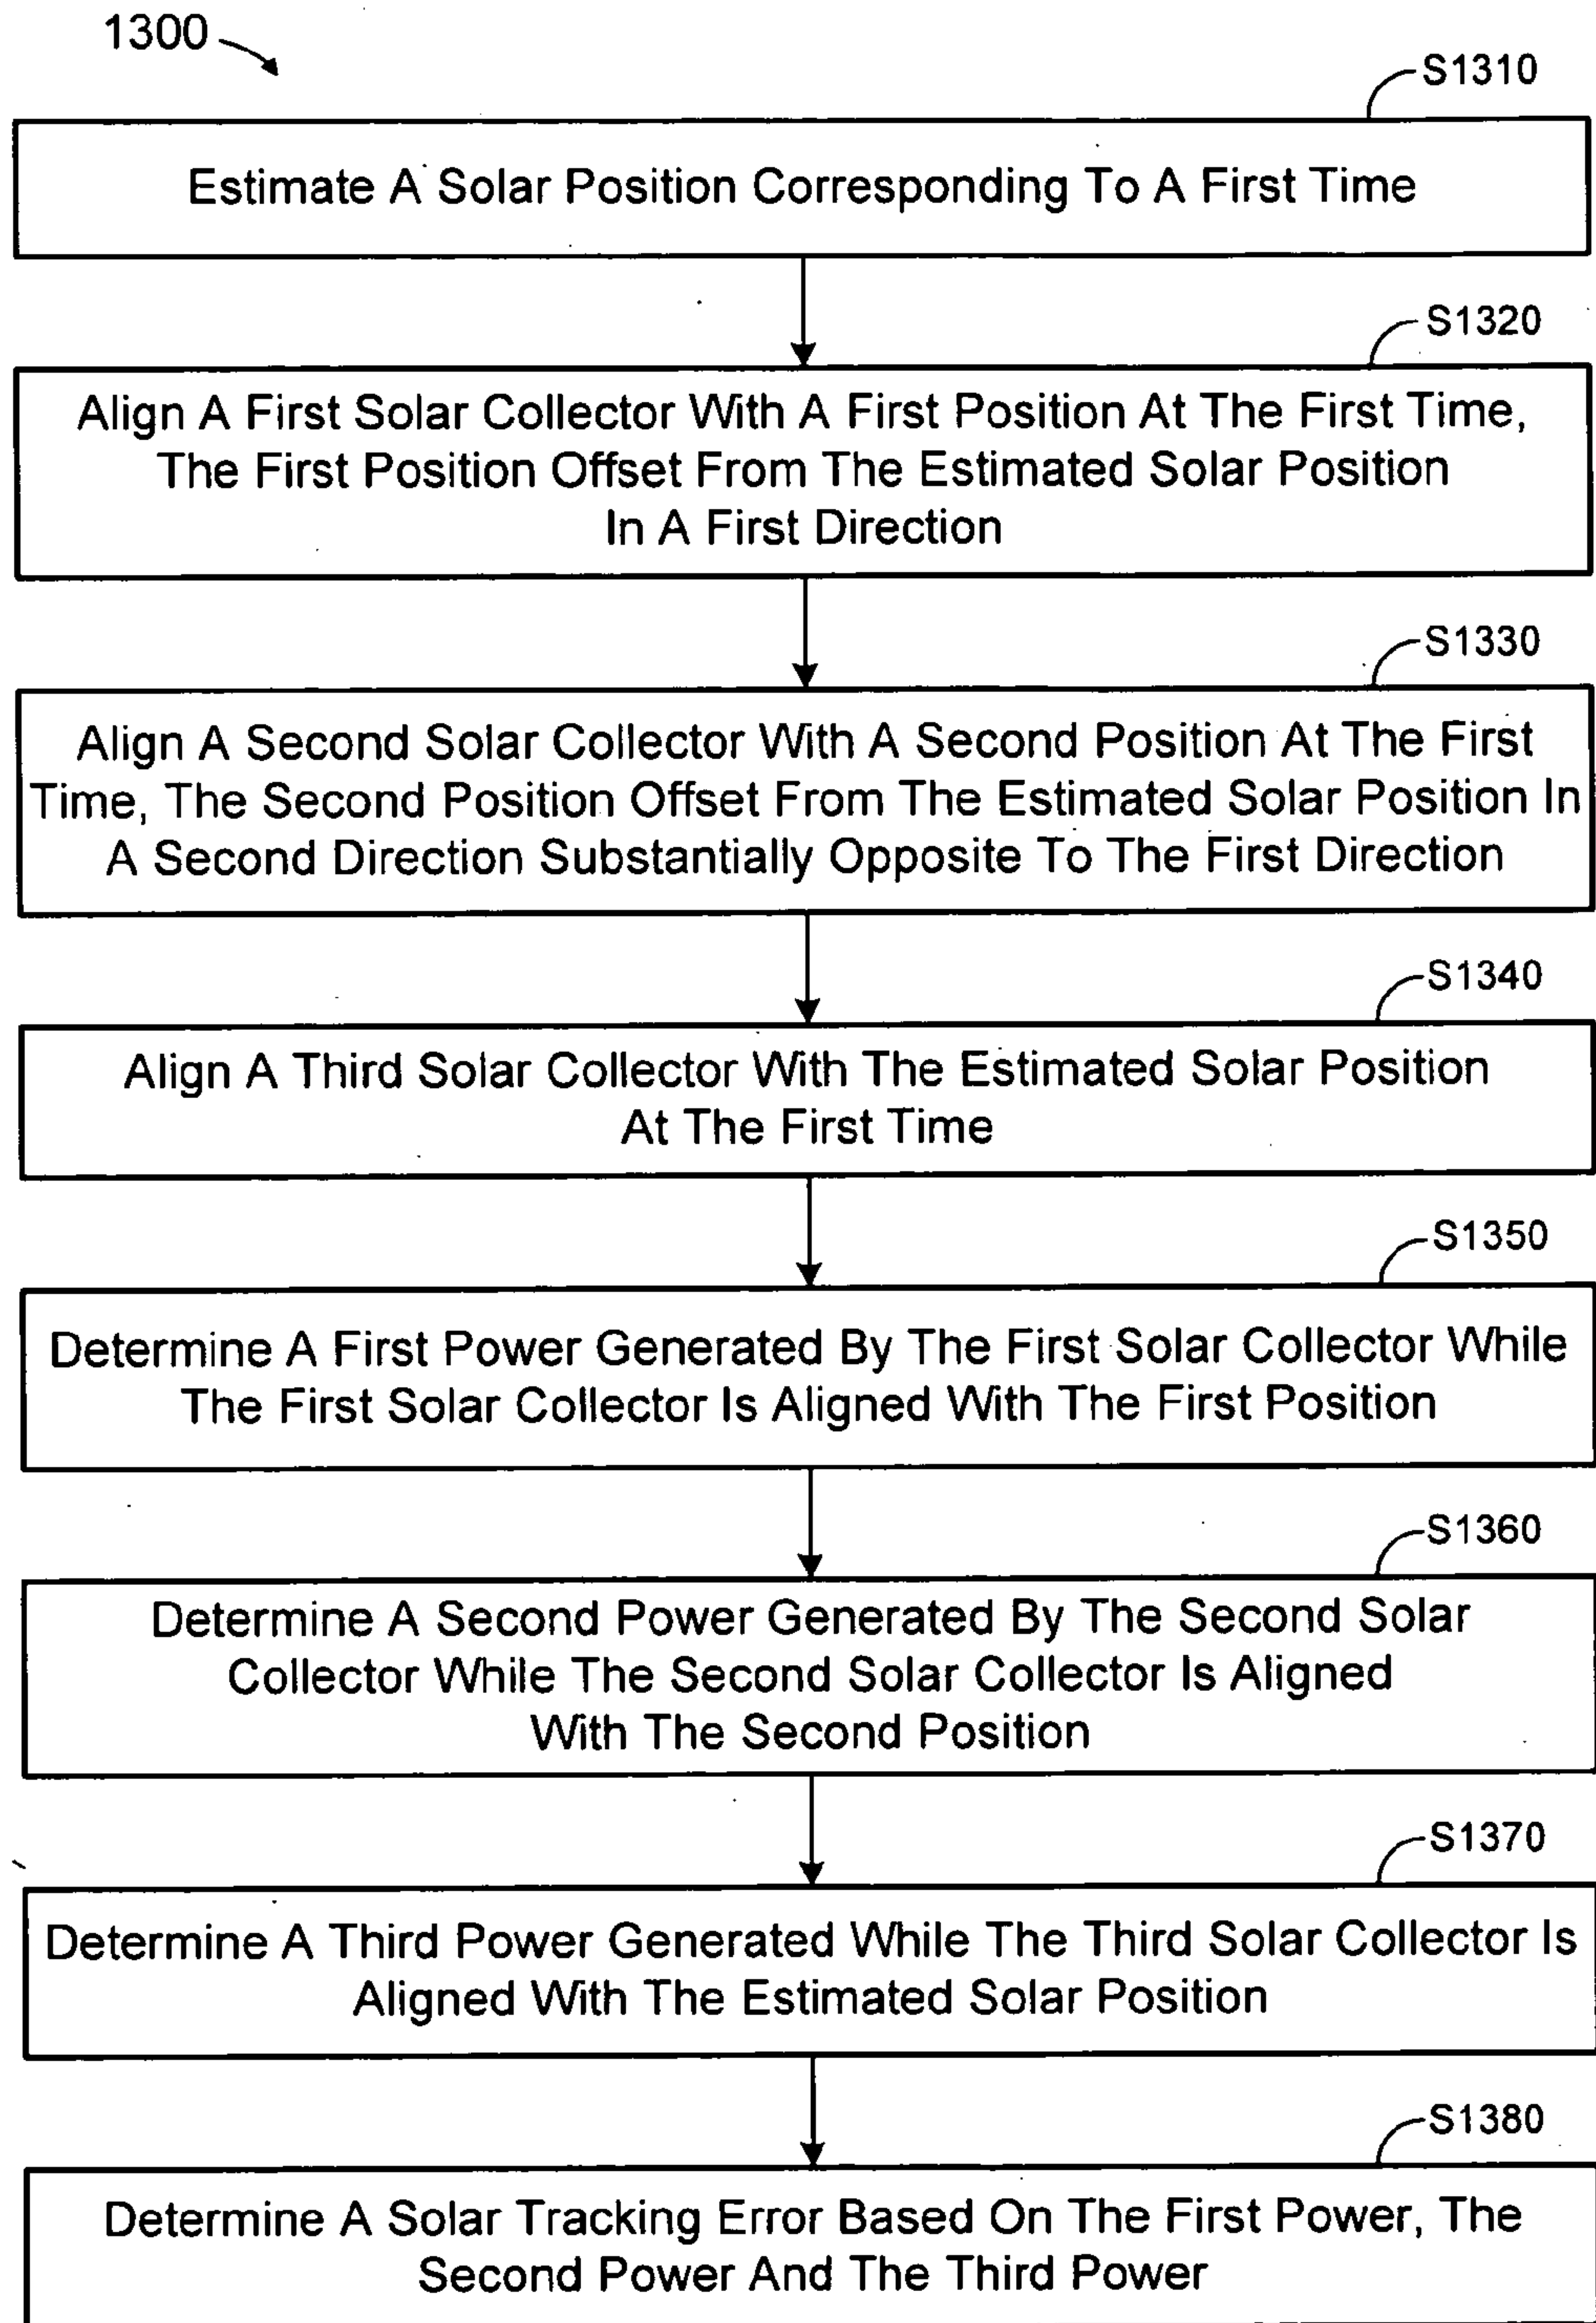 1300
S1310
Estimate A Solar Position Corresponding To A First Time
S1320
Align A First Solar Collector With A First Position At The First Time,
The First Position Offset From The Estimated Solar Position
In A First Direction
S1330
Align A Second Solar Collector With A Second Position At The First
Time, The Second Position Offset From The Estimated Solar Position In
A Second Direction Substantially Opposite To The First Direction
S1340
Align A Third Solar Collector With The Estimated Solar Position
At The First Time
S1350
Determine A First Power Generated By The First Solar Collector While
The First Solar Collector Is Aligned With The First Position
S1360
Determine A Second Power Generated By The Second Solar
Collector While The Second Solar Collector Is Aligned
With The Second Position
S1370
Determine A Third Power Generated While The Third Solar Collector Is
Aligned With The Estimated Solar Position
S1380
Determine A Solar Tracking Error Based On The First Power, The
Second Power And The Third Power